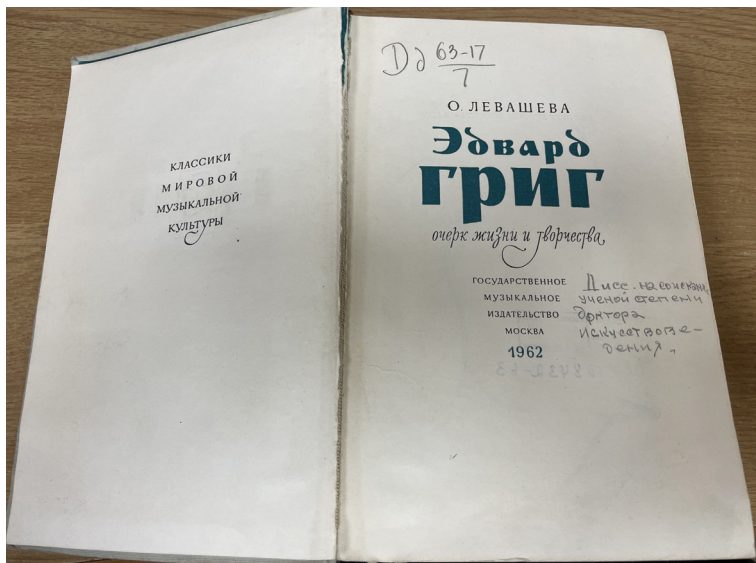 КЛАССИКИ
МИРОВОЙ
МУЗЫКАЛЬНОЙ
КУЛЬТУРЫ
Дд 63-17
7
О. ЛЕВАШЕВА
Эдвард
ГРИГ
очерк жизни и творчества
ГОСУДАРСТВЕННОЕ
МУЗЫКАЛЬНОЕ
ИЗДАТЕЛЬСТВО
МОСКВА
1962
Дисс. на соискание
ученой степени
доктора
искусствове-
дения.